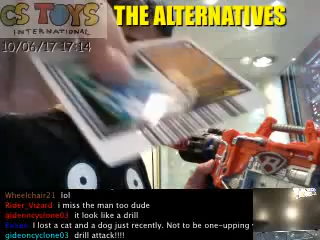 CS TOYS
INTERNATIONAL
THE ALTERNATIVES
10/06/17 17:14
Wheelchair21 lol
Rider_Vizard i miss the man too dude
gideoncyclone03 it look like a drill
I lost a cat and a dog just recently. Not to be one-upping
gideoncyclone03 drill attack!!!!